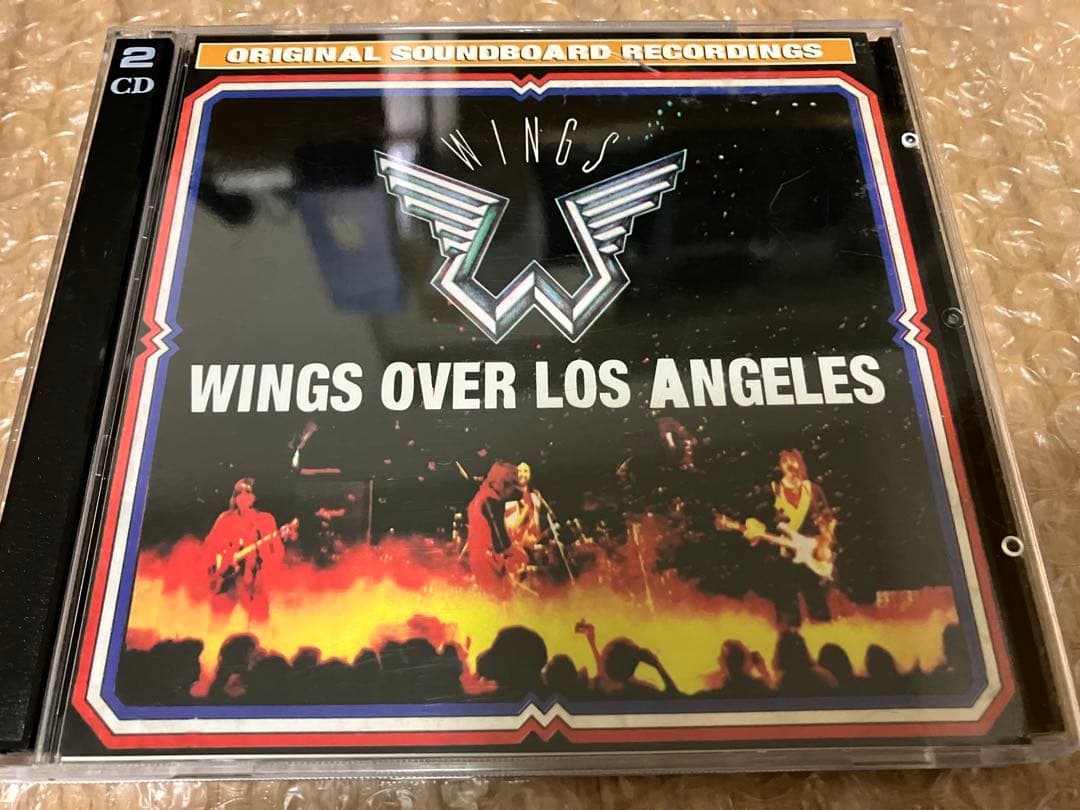 2
CD
ORIGINAL SOUNDBOARD RECORDINGS
WINGS
WINGS OVER LOS ANGELES